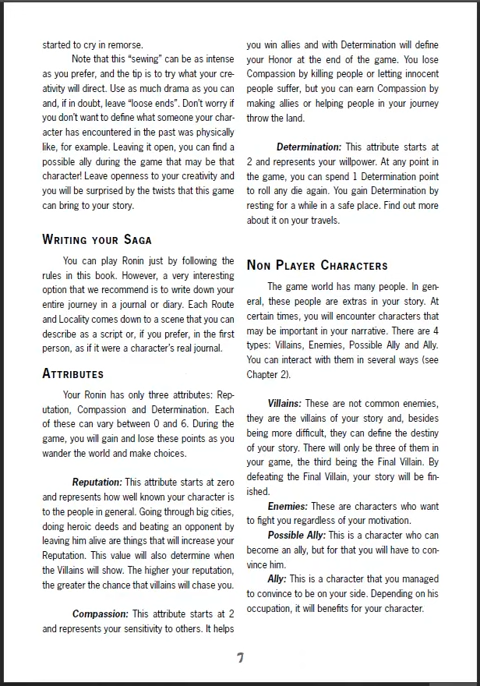 started to cry in remorse.
Note that this “sewing” can be as intense
as you prefer, and the tip is to try what your cre-
ativity will direct. Use as much drama as you can
and, if in doubt, leave “loose ends”. Don’t worry if
you don’t want to define what someone your char-
acter has encountered in the past was physically
like, for example. Leaving it open, you can find a
possible ally during the game that may be that
character! Leave openness to your creativity and
you will be surprised by the twists that this game
can bring to your story.
Writing your Saga
You can play Ronin just by following the
rules in this book. However, a very interesting
option that we recommend is to write down your
entire journey in a journal or diary. Each Route
and Locality comes down to a scene that you can
describe as a script or, if you prefer, in the first
person, as if it were a character’s real journal.
Attributes
Your Ronin has only three attributes: Rep-
utation, Compassion and Determination. Each
of these can vary between 0 and 6. During the
game, you will gain and lose these points as you
wander the world and make choices.
Reputation: This attribute starts at zero
and represents how well known your character is
to the people in general. Going through big cities,
doing heroic deeds and beating an opponent by
leaving him alive are things that will increase your
Reputation. This value will also determine when
the Villains will show. The higher your reputation,
the greater the chance that villains will chase you.
Compassion: This attribute starts at 2
and represents your sensitivity to others. It helps
you win allies and with Determination will define
your Honor at the end of the game. You lose
Compassion by killing people or letting innocent
people suffer, but you can earn Compassion by
making allies or helping people in your journey
throw the land.
Determination: This attribute starts at
2 and represents your willpower. At any point in
the game, you can spend 1 Determination point
to roll any die again. You gain Determination by
resting for a while in a safe place. Find out more
about it on your travels.
Non Player Characters
The game world has many people. In gen-
eral, these people are extras in your story. At
certain times, you will encounter characters that
may be important in your narrative. There are 4
types: Villains, Enemies, Possible Ally and Ally.
You can interact with them in several ways (see
Chapter 2).
Villains: These are not common enemies,
they are the villains of your story and, besides
being more difficult, they can define the destiny
of your story. There will only be three of them in
your game, the third being the Final Villain. By
defeating the Final Villain, your story will be fin-
ished.
Enemies: These are characters who want
to fight you regardless of your motivation.
Possible Ally: This is a character who can
become an ally, but for that you will have to con-
vince him.
Ally: This is a character that you managed
to convince to be on your side. Depending on his
occupation, it will benefits for your character.
7